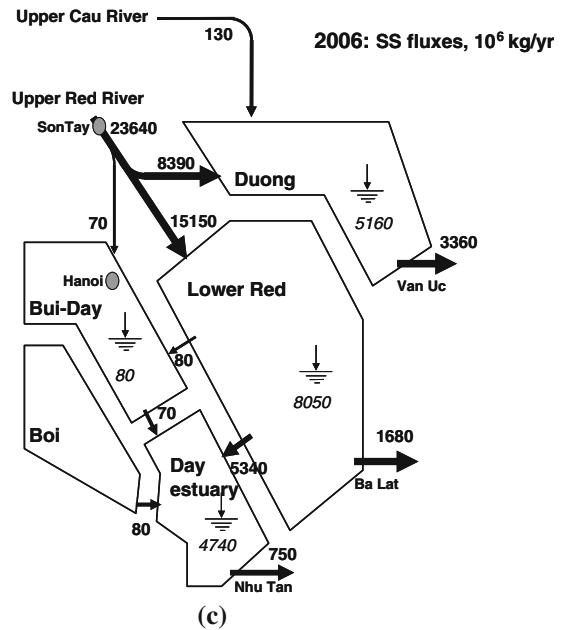 Upper Cau River
130
2006: SS fluxes, 10⁶ kg/yr
Upper Red River
SonTay
23640
8390
Duong
5160
15150
70
3360
Van Uc
Hanoi
Bui-Day
Lower Red
80
80
8050
70
Boi
1680
Day
estuary
5340
Ba Lat
80
4740
750
Nhu Tan
(c)